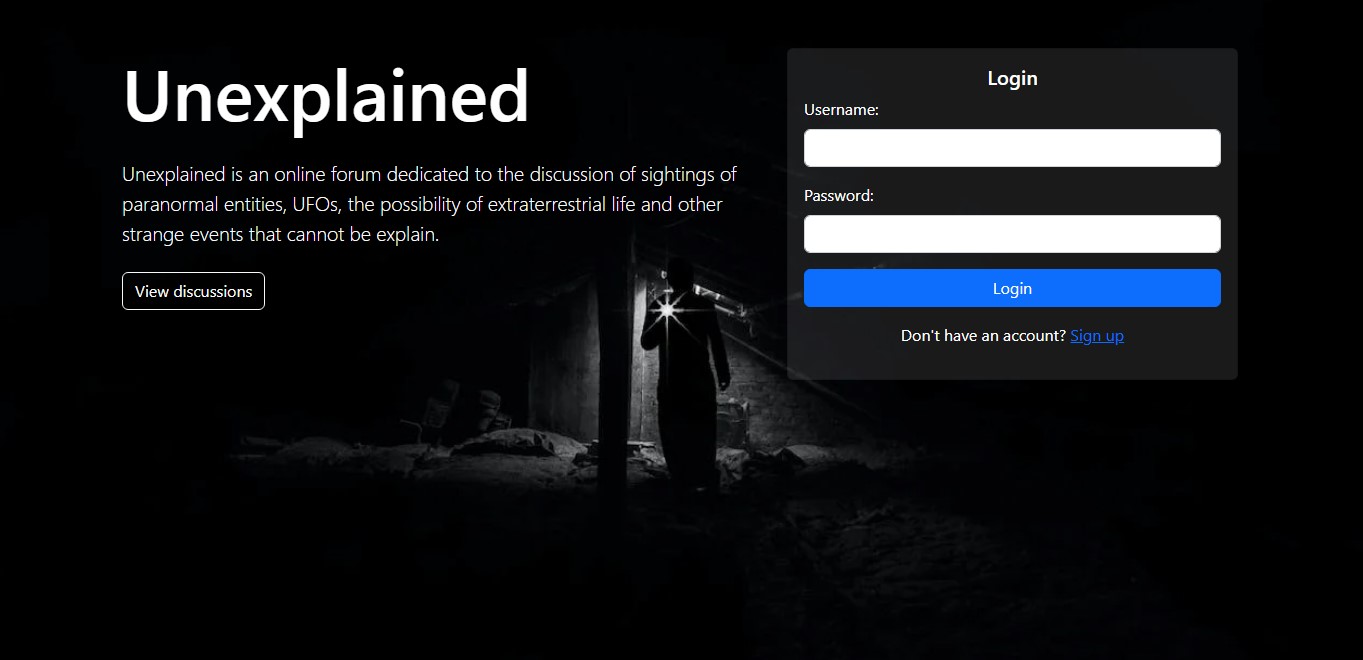 Unexplained
Unexplained is an online forum dedicated to the discussion of sightings of
paranormal entities, UFOs, the possibility of extraterrestrial life and other
strange events that cannot be explain.
View discussions
Login
Username:
Password:
Login
Don't have an account? Sign up